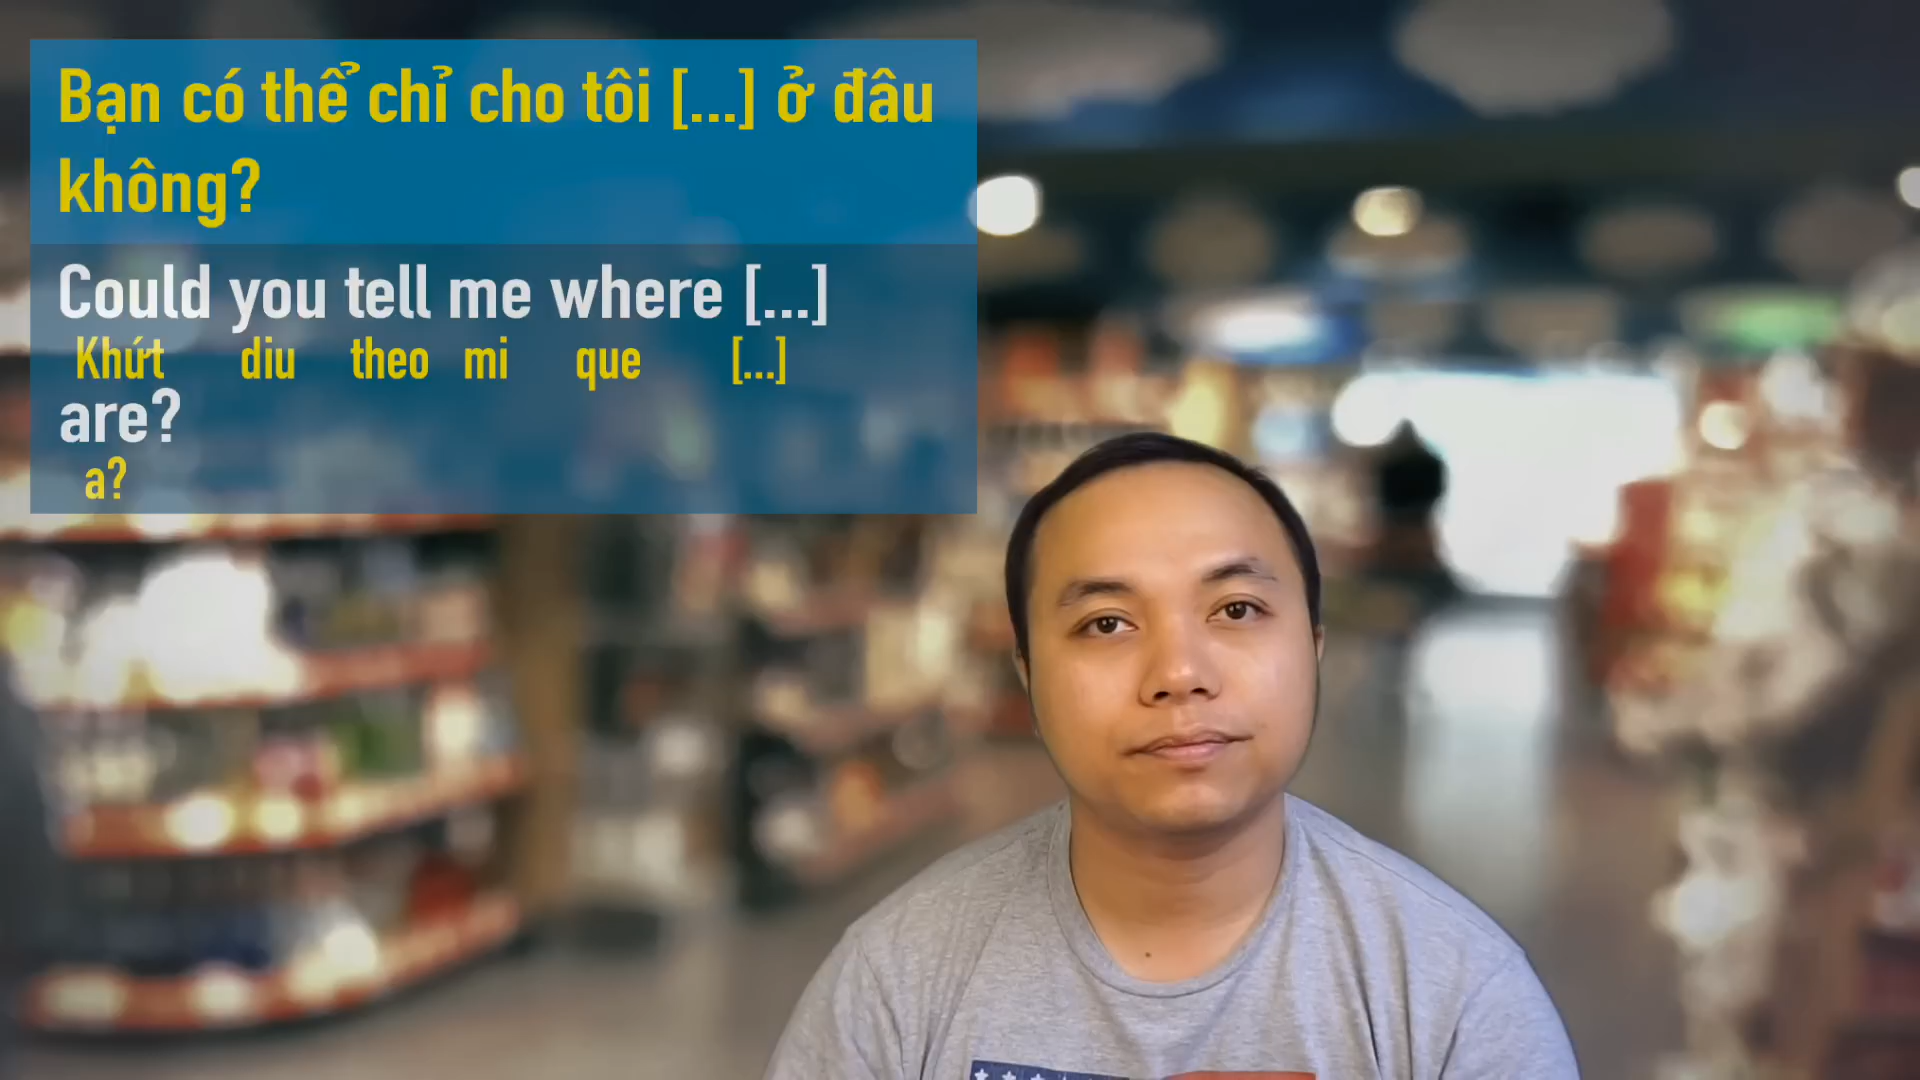 Bạn có thể chỉ cho tôi [...] ở đâu
không?
Could you tell me where [...]
Khứt diu theo mi que [...]
are?
a?